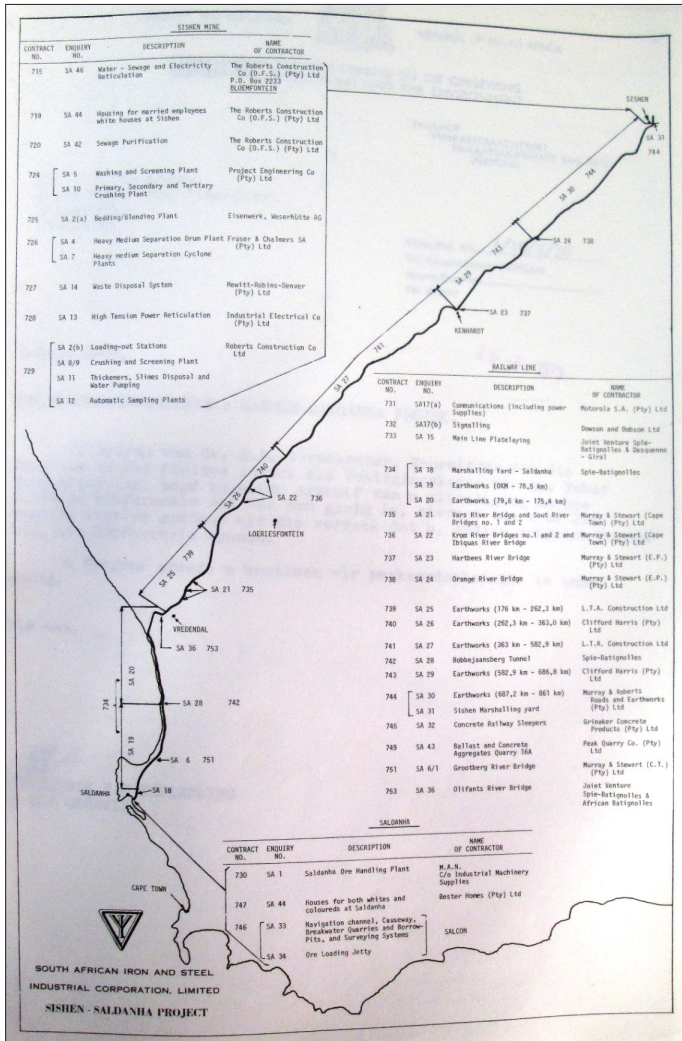 SISHEN MINE
CONTRACT NO. ENQUIRY NO. DESCRIPTION NAME OF CONTRACTOR
715 SA 46 Water - Sewage and Electricity Reticulation The Roberts Construction Co (O.F.S.) (Pty) Ltd P.O. Box 2233 BLOEMFONTEIN
719 SA 44 Housing for married employees white houses at Sishen The Roberts Construction Co (O.F.S.) (Pty) Ltd
720 SA 42 Sewage Purification The Roberts Construction Co (O.F.S.) (Pty) Ltd
724 SA 5 Washing and Screening Plant Project Engineering Co (Pty) Ltd
SA 10 Primary, Secondary and Tertiary Crushing Plant
725 SA 2(a) Bedding/Blending Plant Eisenwerk, Weserhütte AG
726 SA 4 Heavy Medium Separation Drum Plant Fraser & Chalmers SA (Pty) Ltd
SA 7 Heavy medium Separation Cyclone Plants
727 SA 14 Waste Disposal System Hewitt-Robins-Denver (Pty) Ltd
728 SA 13 High Tension Power Reticulation Industrial Electrical Co (Pty) Ltd
729 SA 2(b) Loading-out Stations Roberts Construction Co Ltd
SA 8/9 Crushing and Screening Plant
SA 11 Thickeners, Slimes Disposal and Water Pumping
SA 12 Automatic Sampling Plants
SISHEN
SA 31
744
SA 30 744
SA 24 738
SA 29 743
SA 23 737
KENHARDT
SA 27 741
SA 26 740
SA 22 736
LOERIESFONTEIN
SA 25 739
SA 21 735
VREDENDAL
SA 36 753
734
SA 20
SA 28 742
SA 19
SA 6 751
SA 18
SALDANHA
CAPE TOWN
RAILWAY LINE
CONTRACT NO. ENQUIRY NO. DESCRIPTION NAME OF CONTRACTOR
731 SA17(a) Communications (including power Supplies) Motorola S.A. (Pty) Ltd
732 SA17(b) Signalling Dowson and Dobson Ltd
733 SA 15 Main Line Platelaying Joint Venture Spie-Batignolles & Desquenne - Giral
734 SA 18 Marshalling Yard - Saldanha Spie-Batignolles
SA 19 Earthworks (OKM - 78,5 km)
SA 20 Earthworks (79,6 km - 175,4 km)
735 SA 21 Vars River Bridge and Sout River Bridges no. 1 and 2 Murray & Stewart (Cape Town) (Pty) Ltd
736 SA 22 Krom River Bridges no.1 and 2 and Ibiquas River Bridge Murray & Stewart (Cape Town) (Pty) Ltd
737 SA 23 Hartbees River Bridge Murray & Stewart (E.P.) (Pty) Ltd
738 SA 24 Orange River Bridge Murray & Stewart (E.P.) (Pty) Ltd
739 SA 25 Earthworks (176 km - 262,3 km) L.T.A. Construction Ltd
740 SA 26 Earthworks (262,3 km - 363,0 km) Clifford Harris (Pty) Ltd
741 SA 27 Earthworks (363 km - 582,9 km) L.T.A. Construction Ltd
742 SA 28 Bobbejaansberg Tunnel Spie-Batignolles
743 SA 29 Earthworks (582,9 km - 686,8 km) Clifford Harris (Pty) Ltd
744 SA 30 Earthworks (687,2 km - 861 km) Murray & Roberts Roads and Earthworks (Pty) Ltd
SA 31 Sishen Marshalling yard
745 SA 32 Concrete Railway Sleepers Grinaker Concrete Products (Pty) Ltd
749 SA 43 Ballast and Concrete Aggregates Quarry 16A Peak Quarry Co. (Pty) Ltd
751 SA 6/1 Grootberg River Bridge Murray & Stewart (C.T.) (Pty) Ltd
753 SA 36 Olifants River Bridge Joint Venture Spie-Batignolles & African Batignolles
SALDANHA
CONTRACT NO. ENQUIRY NO. DESCRIPTION NAME OF CONTRACTOR
730 SA 1 Saldanha Ore Handling Plant M.A.N. C/o Industrial Machinery Supplies
747 SA 44 Houses for both whites and coloureds at Saldanha Bester Homes (Pty) Ltd
746 SA 33 Navigation channel, Causeway, Breakwater Quarries and Borrow-Pits, and Surveying Systems SALCON
SA 34 Ore Loading Jetty
SOUTH AFRICAN IRON AND STEEL
INDUSTRIAL CORPORATION, LIMITED
SISHEN - SALDANHA PROJECT